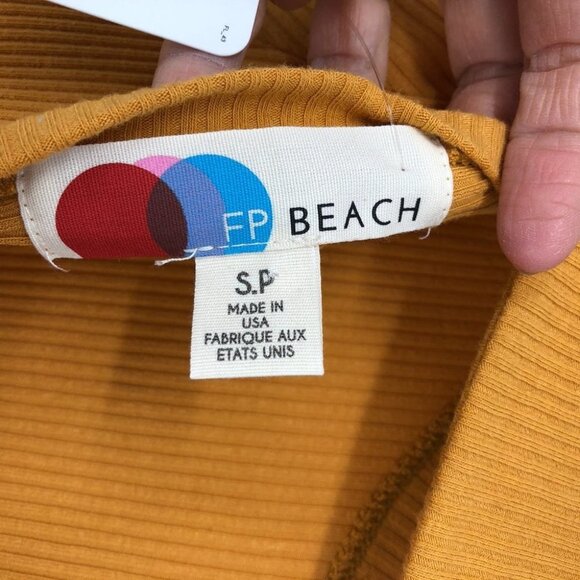 FP BEACH
S.P
MADE IN
USA
FABRIQUE AUX
ETATS UNIS